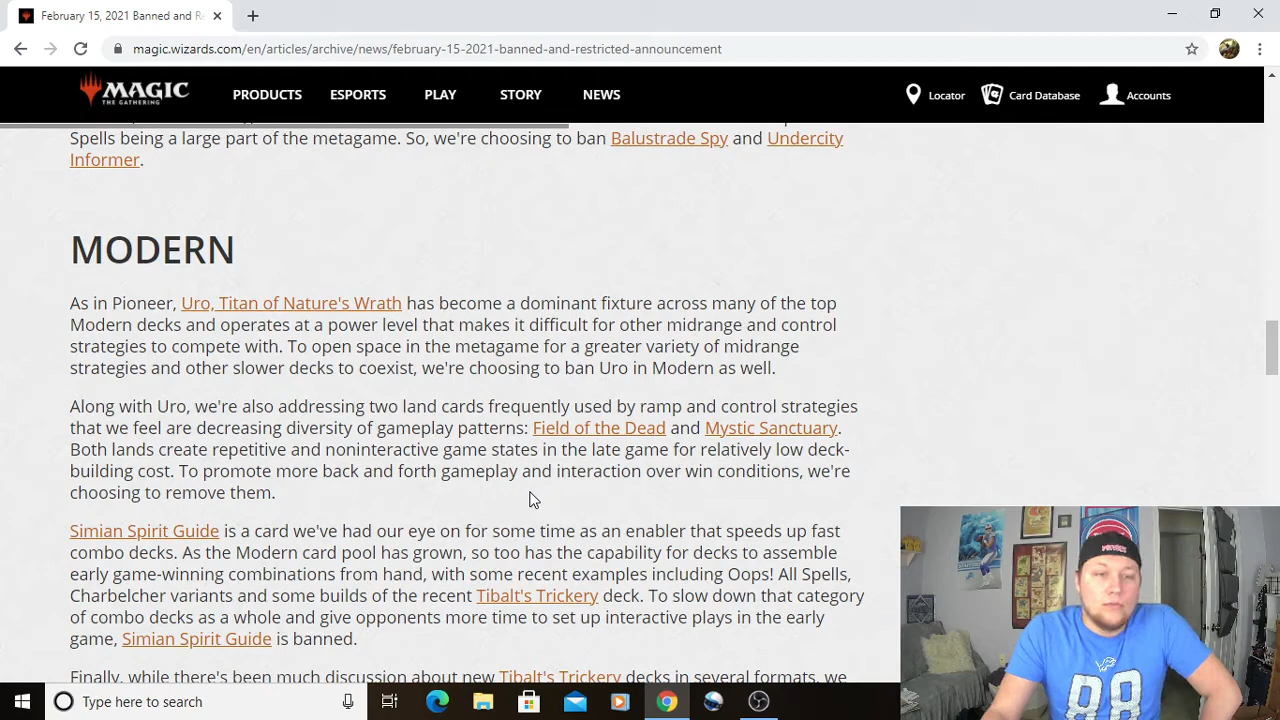 February 15, 2021 Banned and Re
magic.wizards.com/en/articles/archive/news/february-15-2021-banned-and-restricted-announcement
MAGIC
THE GATHERING
PRODUCTS ESPORTS PLAY STORY NEWS
Locator Card Database Accounts
Spells being a large part of the metagame. So, we're choosing to ban Balustrade Spy and Undercity
Informer.
MODERN
As in Pioneer, Uro, Titan of Nature's Wrath has become a dominant fixture across many of the top
Modern decks and operates at a power level that makes it difficult for other midrange and control
strategies to compete with. To open space in the metagame for a greater variety of midrange
strategies and other slower decks to coexist, we're choosing to ban Uro in Modern as well.
Along with Uro, we're also addressing two land cards frequently used by ramp and control strategies
that we feel are decreasing diversity of gameplay patterns: Field of the Dead and Mystic Sanctuary.
Both lands create repetitive and noninteractive game states in the late game for relatively low deck-
building cost. To promote more back and forth gameplay and interaction over win conditions, we're
choosing to remove them.
Simian Spirit Guide is a card we've had our eye on for some time as an enabler that speeds up fast
combo decks. As the Modern card pool has grown, so too has the capability for decks to assemble
early game-winning combinations from hand, with some recent examples including Oops! All Spells,
Charbelcher variants and some builds of the recent Tibalt's Trickery deck. To slow down that category
of combo decks as a whole and give opponents more time to set up interactive plays in the early
game, Simian Spirit Guide is banned.
Finally, while there's been much discussion about new Tibalt's Trickery decks in several formats, we
88
Type here to search